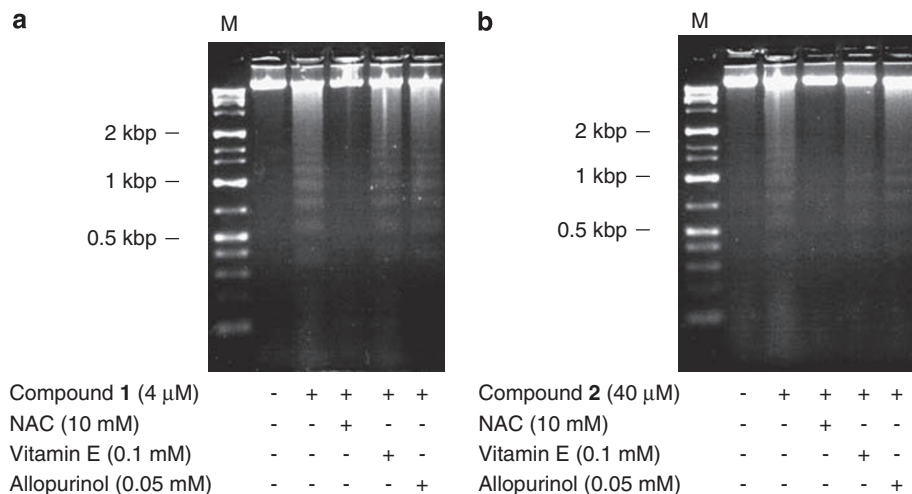 a
M
2 kbp –
1 kbp –
0.5 kbp –
Compound 1 (4 μM) - + + + +
NAC (10 mM) - - + - -
Vitamin E (0.1 mM) - - - + -
Allopurinol (0.05 mM) - - - - +
b
M
2 kbp –
1 kbp –
0.5 kbp –
Compound 2 (40 μM) - + + + +
NAC (10 mM) - - + - -
Vitamin E (0.1 mM) - - - + -
Allopurinol (0.05 mM) - - - - +